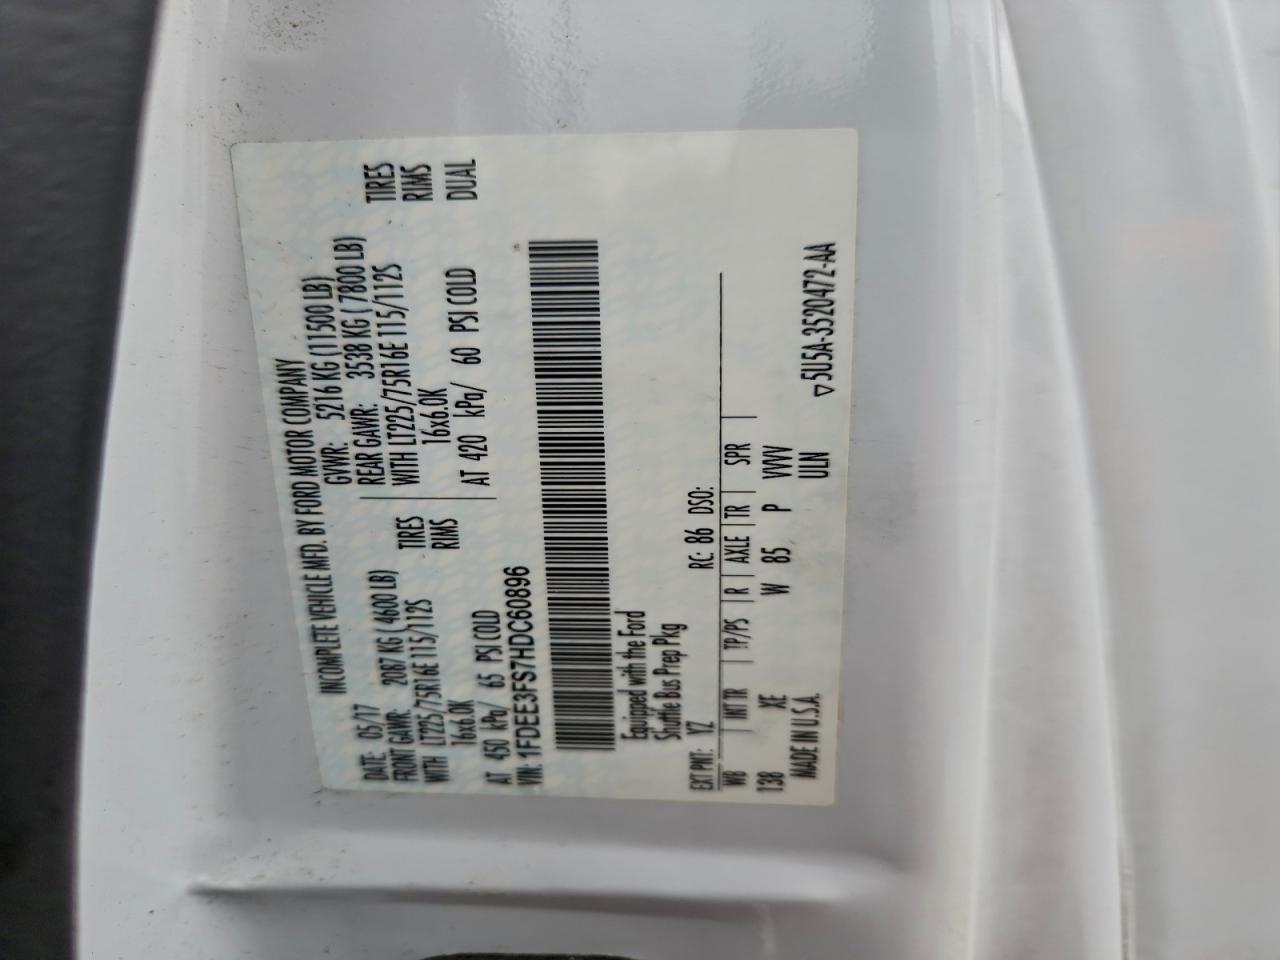 INCOMPLETE VEHICLE MFD. BY FORD MOTOR COMPANY
DATE: 05/17 GVWR: 5216 KG (11500 LB)
FRONT GAWR: 2087 KG (4600 LB) REAR GAWR: 3538 KG (7800 LB)
WITH LT225/75R16E 115/112S TIRES WITH LT225/75R16E 115/112S TIRES
16x6.0K RIMS 16x6.0K RIMS
AT 450 kPa/ 65 PSI COLD AT 420 kPa/ 60 PSI COLD DUAL
VIN: 1FDEE3FS7HDC60896
Equipped with the Ford
Shuttle Bus Prep Pkg
EXT PNT: YZ RC: 86 DSO:
WB INT TR TP/PS R AXLE TR SPR
138 XE W 85 P VVVV
MADE IN U.S.A. ULN
▽5U5A-3520472-AA